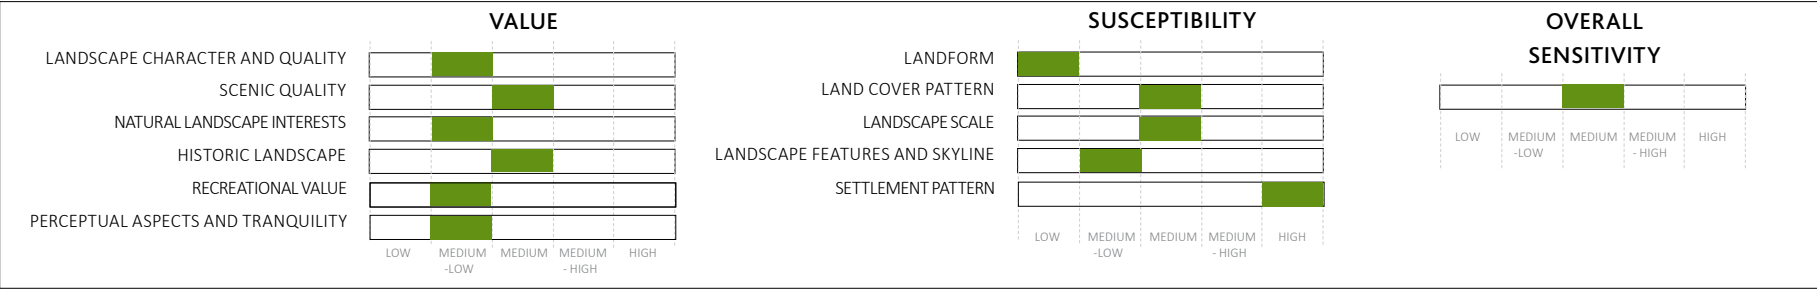 VALUE
LANDSCAPE CHARACTER AND QUALITY
SCENIC QUALITY
NATURAL LANDSCAPE INTERESTS
HISTORIC LANDSCAPE
RECREATIONAL VALUE
PERCEPTUAL ASPECTS AND TRANQUILITY
LOW MEDIUM MEDIUM MEDIUM HIGH
-LOW - HIGH
SUSCEPTIBILITY
LANDFORM
LAND COVER PATTERN
LANDSCAPE SCALE
LANDSCAPE FEATURES AND SKYLINE
SETTLEMENT PATTERN
LOW MEDIUM MEDIUM MEDIUM HIGH
-LOW - HIGH
OVERALL
SENSITIVITY
LOW MEDIUM MEDIUM MEDIUM HIGH
-LOW - HIGH